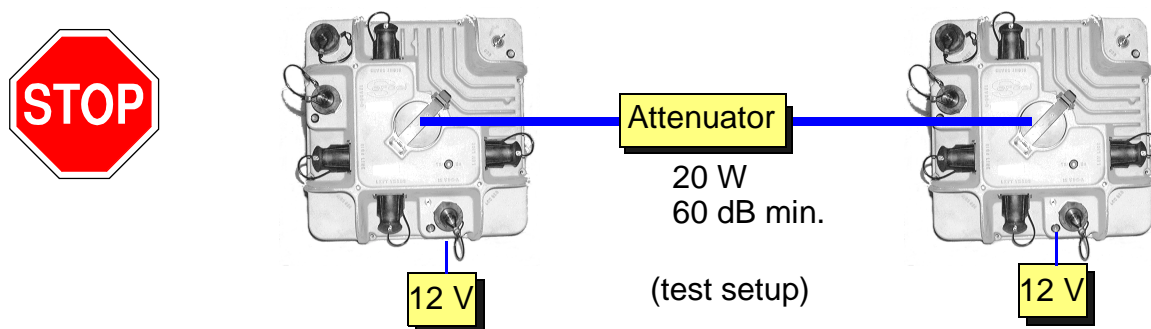 STOP
Attenuator
20 W
60 dB min.
(test setup)
12 V
12 V